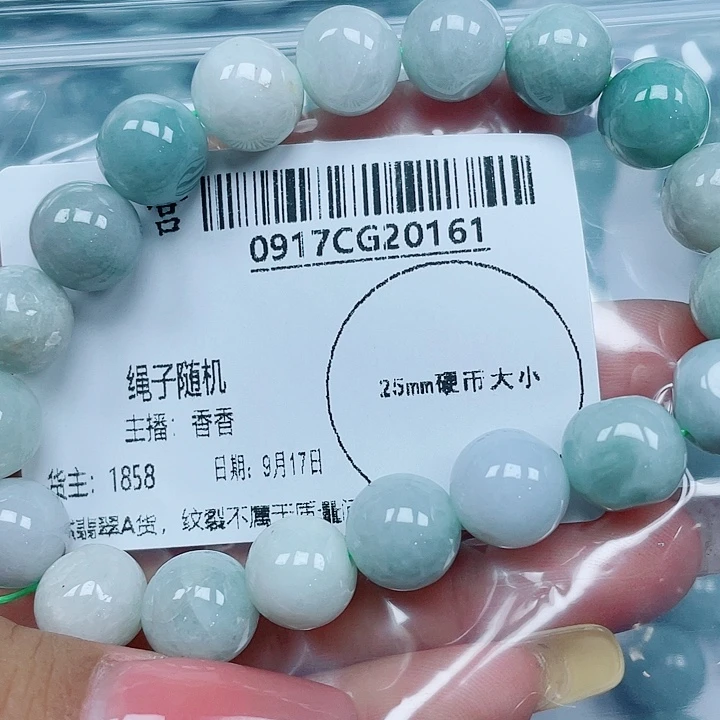 0917CG20161
25mm硬币大小
绳子随机
主播：香香
货主：1858 日期：9月17日
翡翠A货，纹裂不属于质量